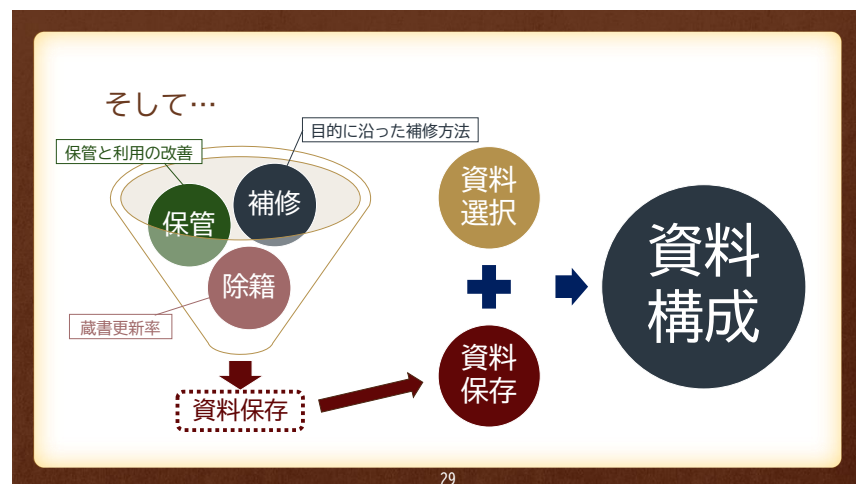 そして…
目的に沿った補修方法
保管と利用の改善
保管
補修
除籍
蔵書更新率
資料保存
資料
選択
資料
保存
資料
構成
29